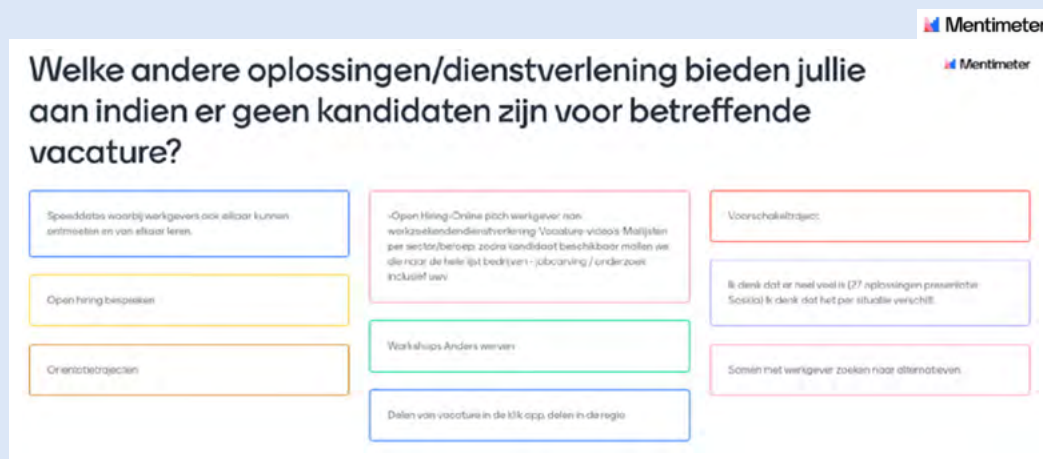 Mentimeter
Mentimeter
Welke andere oplossingen/dienstverlening bieden jullie
aan indien er geen kandidaten zijn voor betreffende
vacature?
Speeddates waarbij werkgevers ook elkaar kunnen
ontmoeten en van elkaar leren.
Open hiring bespreken
Orientatietrajecten
-Open Hiring-Online pitch werkgever aan
werkzoekendendienstverlening Vacature-video's Maillijsten
per sector/beroep: zodra kandidaat beschikbaar mailen we
die naar de hele lijst bedrijven - jobcarving / onderzoek
inclusief uwv
Workshops Anders werven
Delen van vacature in de klik app, delen in de regio
Voorschakeltraject
Ik denk dat er heel veel is (27 oplossingen presentatie
Saskia) Ik denk dat het per situatie verschilt.
Samen met werkgever zoeken naar alternatieven